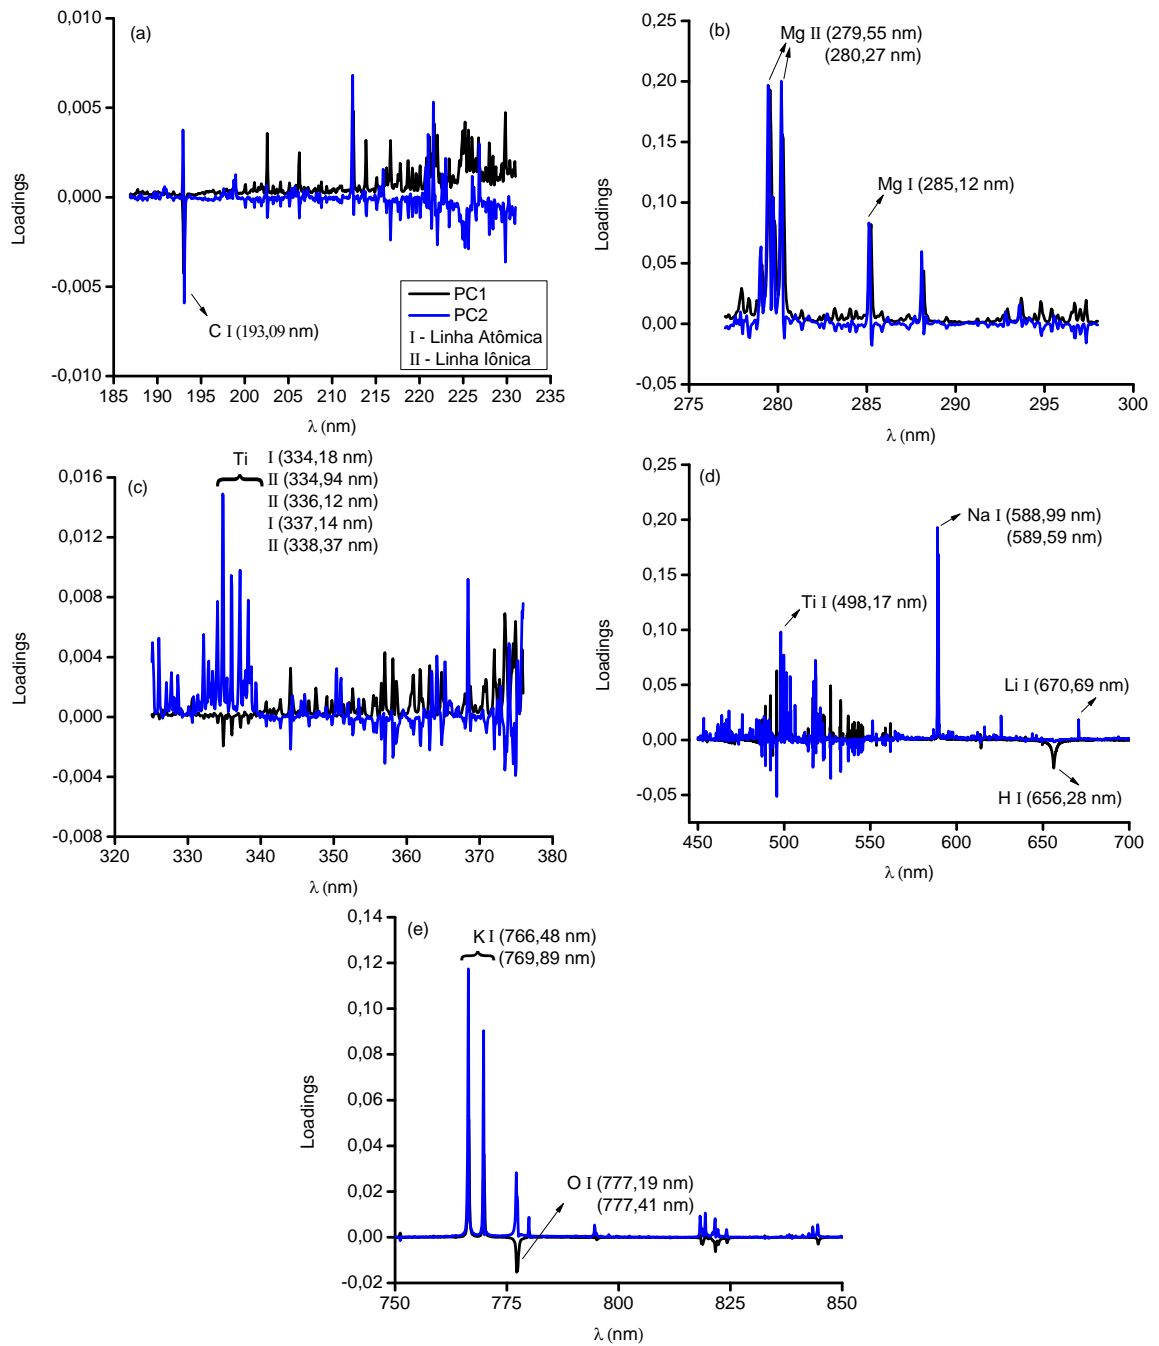 (a)
0,010
0,005
0,000
-0,005
-0,010
Loadings
C I (193,09 nm)
PC1
PC2
I - Linha Atômica
II - Linha Iônica
185 190 195 200 205 210 215 220 225 230 235
λ (nm)
(b)
0,25
0,20
0,15
0,10
0,05
0,00
-0,05
Loadings
Mg II (279,55 nm)
(280,27 nm)
Mg I (285,12 nm)
275 280 285 290 295 300
λ (nm)
(c)
0,016
0,012
0,008
0,004
0,000
-0,004
-0,008
Loadings
Ti I (334,18 nm)
II (334,94 nm)
II (336,12 nm)
I (337,14 nm)
II (338,37 nm)
320 330 340 350 360 370 380
λ (nm)
(d)
0,25
0,20
0,15
0,10
0,05
0,00
-0,05
Loadings
Na I (588,99 nm)
(589,59 nm)
Ti I (498,17 nm)
Li I (670,69 nm)
H I (656,28 nm)
450 500 550 600 650 700
λ (nm)
(e)
0,14
0,12
0,10
0,08
0,06
0,04
0,02
0,00
-0,02
Loadings
K I (766,48 nm)
(769,89 nm)
O I (777,19 nm)
(777,41 nm)
750 775 800 825 850
λ (nm)